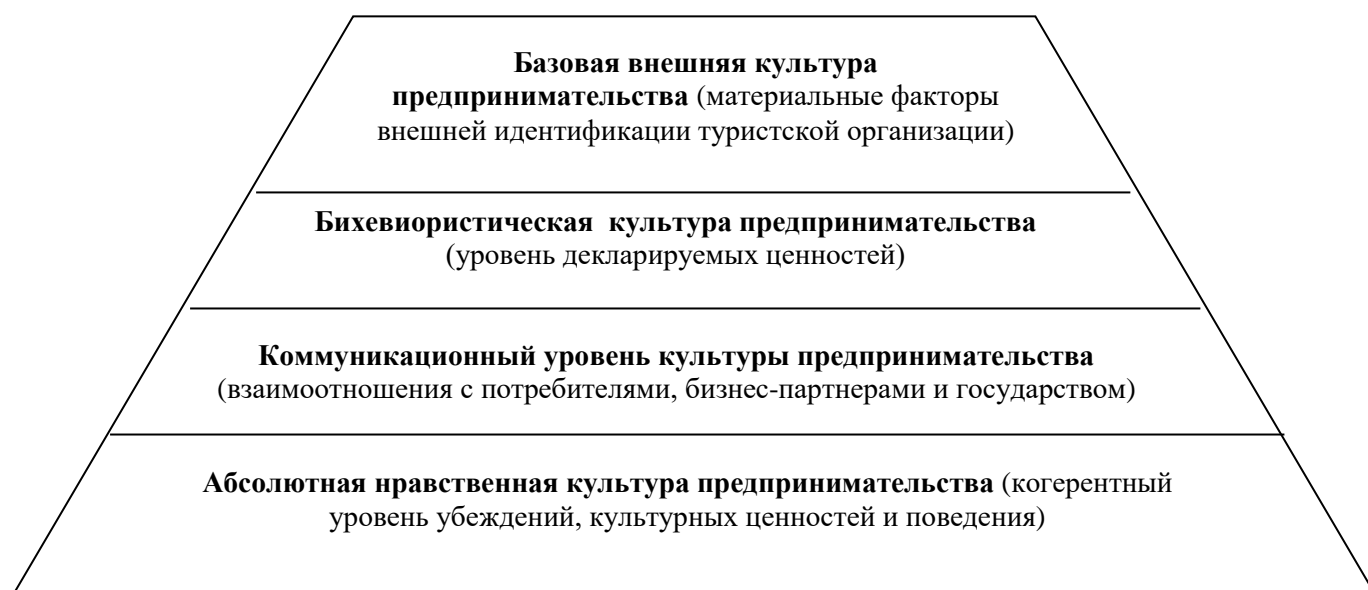 Базовая внешняя культура
предпринимательства (материальные факторы
внешней идентификации туристской организации)
Бихевиористическая культура предпринимательства
(уровень декларируемых ценностей)
Коммуникационный уровень культуры предпринимательства
(взаимоотношения с потребителями, бизнес-партнерами и государством)
Абсолютная нравственная культура предпринимательства (когерентный
уровень убеждений, культурных ценностей и поведения)